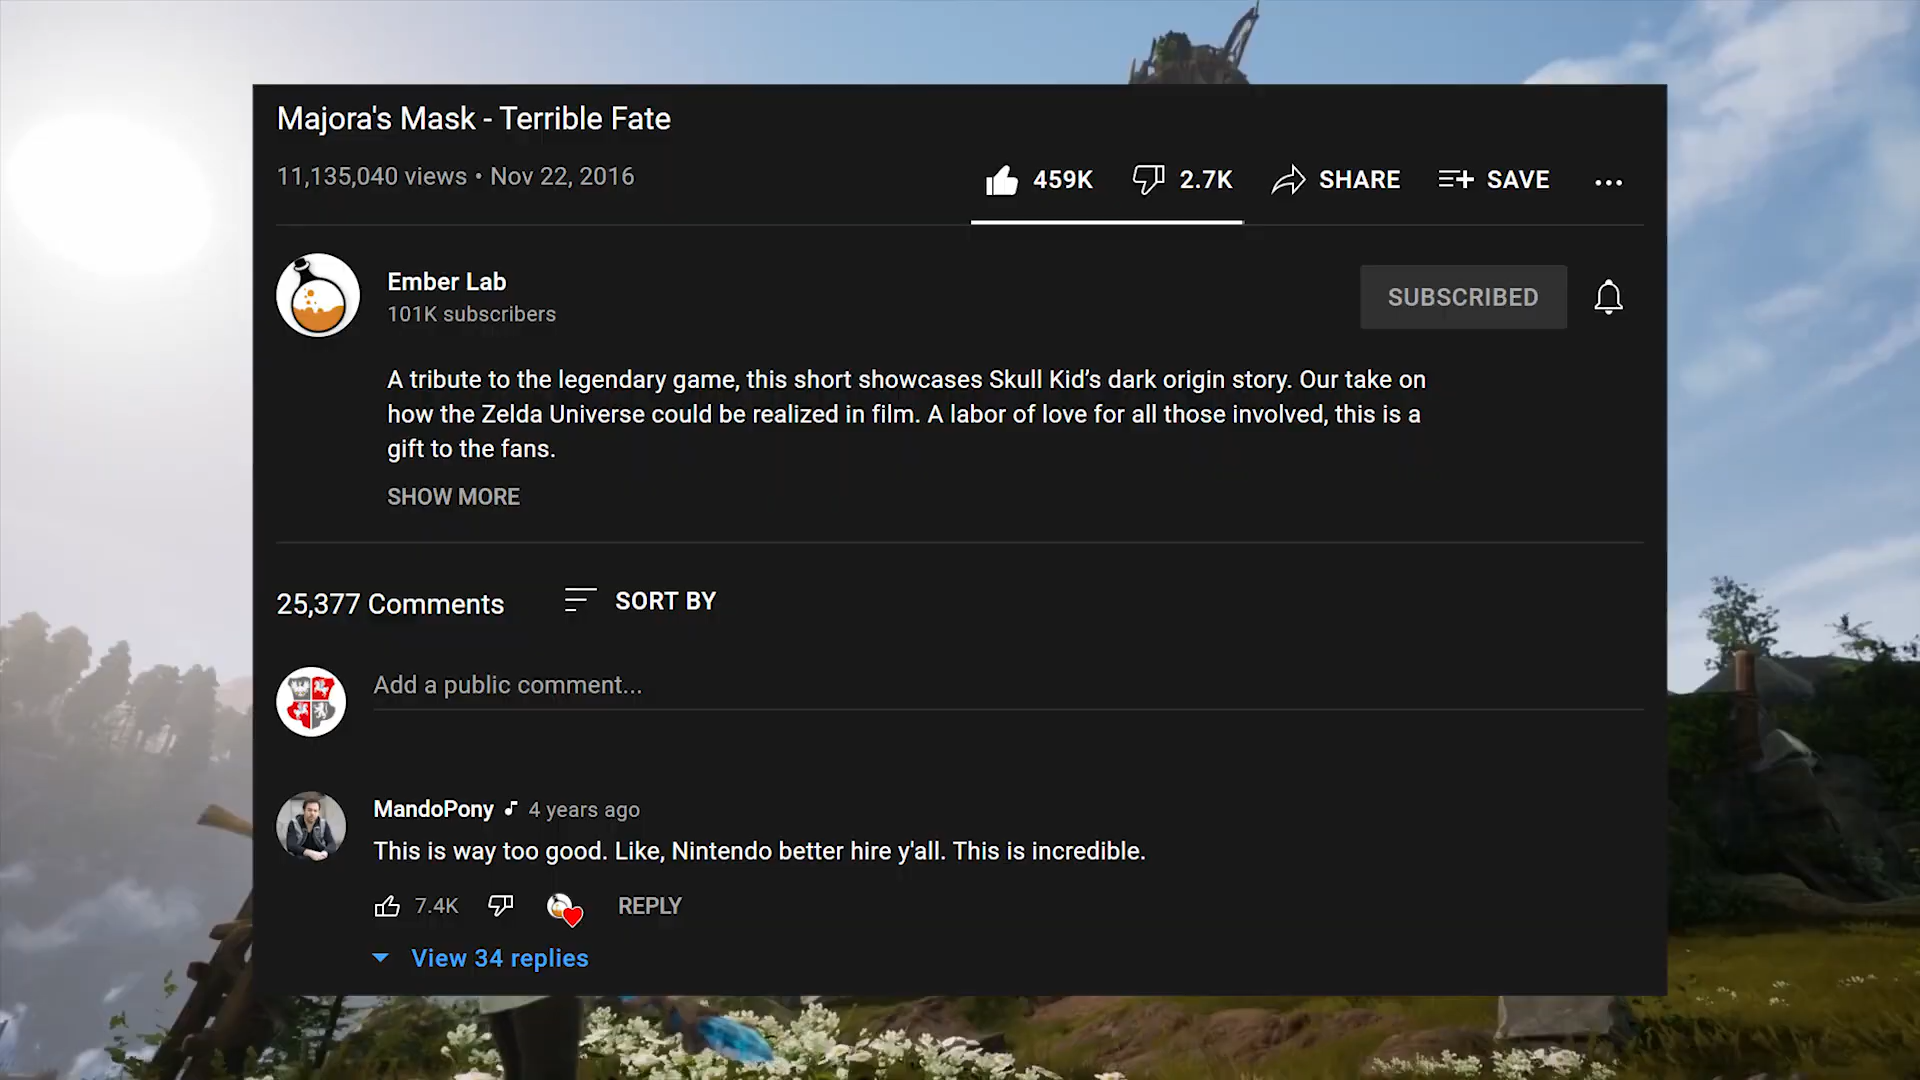 Majora's Mask - Terrible Fate
11,135,040 views • Nov 22, 2016
459K 2.7K SHARE SAVE
Ember Lab
101K subscribers
SUBSCRIBED
A tribute to the legendary game, this short showcases Skull Kid’s dark origin story. Our take on
how the Zelda Universe could be realized in film. A labor of love for all those involved, this is a
gift to the fans.
SHOW MORE
25,377 Comments SORT BY
Add a public comment...
MandoPony 4 years ago
This is way too good. Like, Nintendo better hire y'all. This is incredible.
7.4K REPLY
View 34 replies